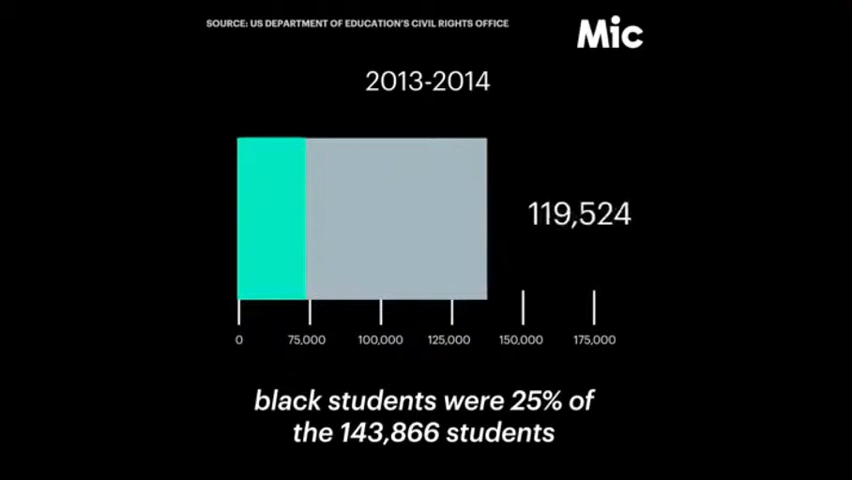 SOURCE: US DEPARTMENT OF EDUCATION'S CIVIL RIGHTS OFFICE
Mic
2013-2014
119,524
0 75,000 100,000 125,000 150,000 175,000
black students were 25% of
the 143,866 students